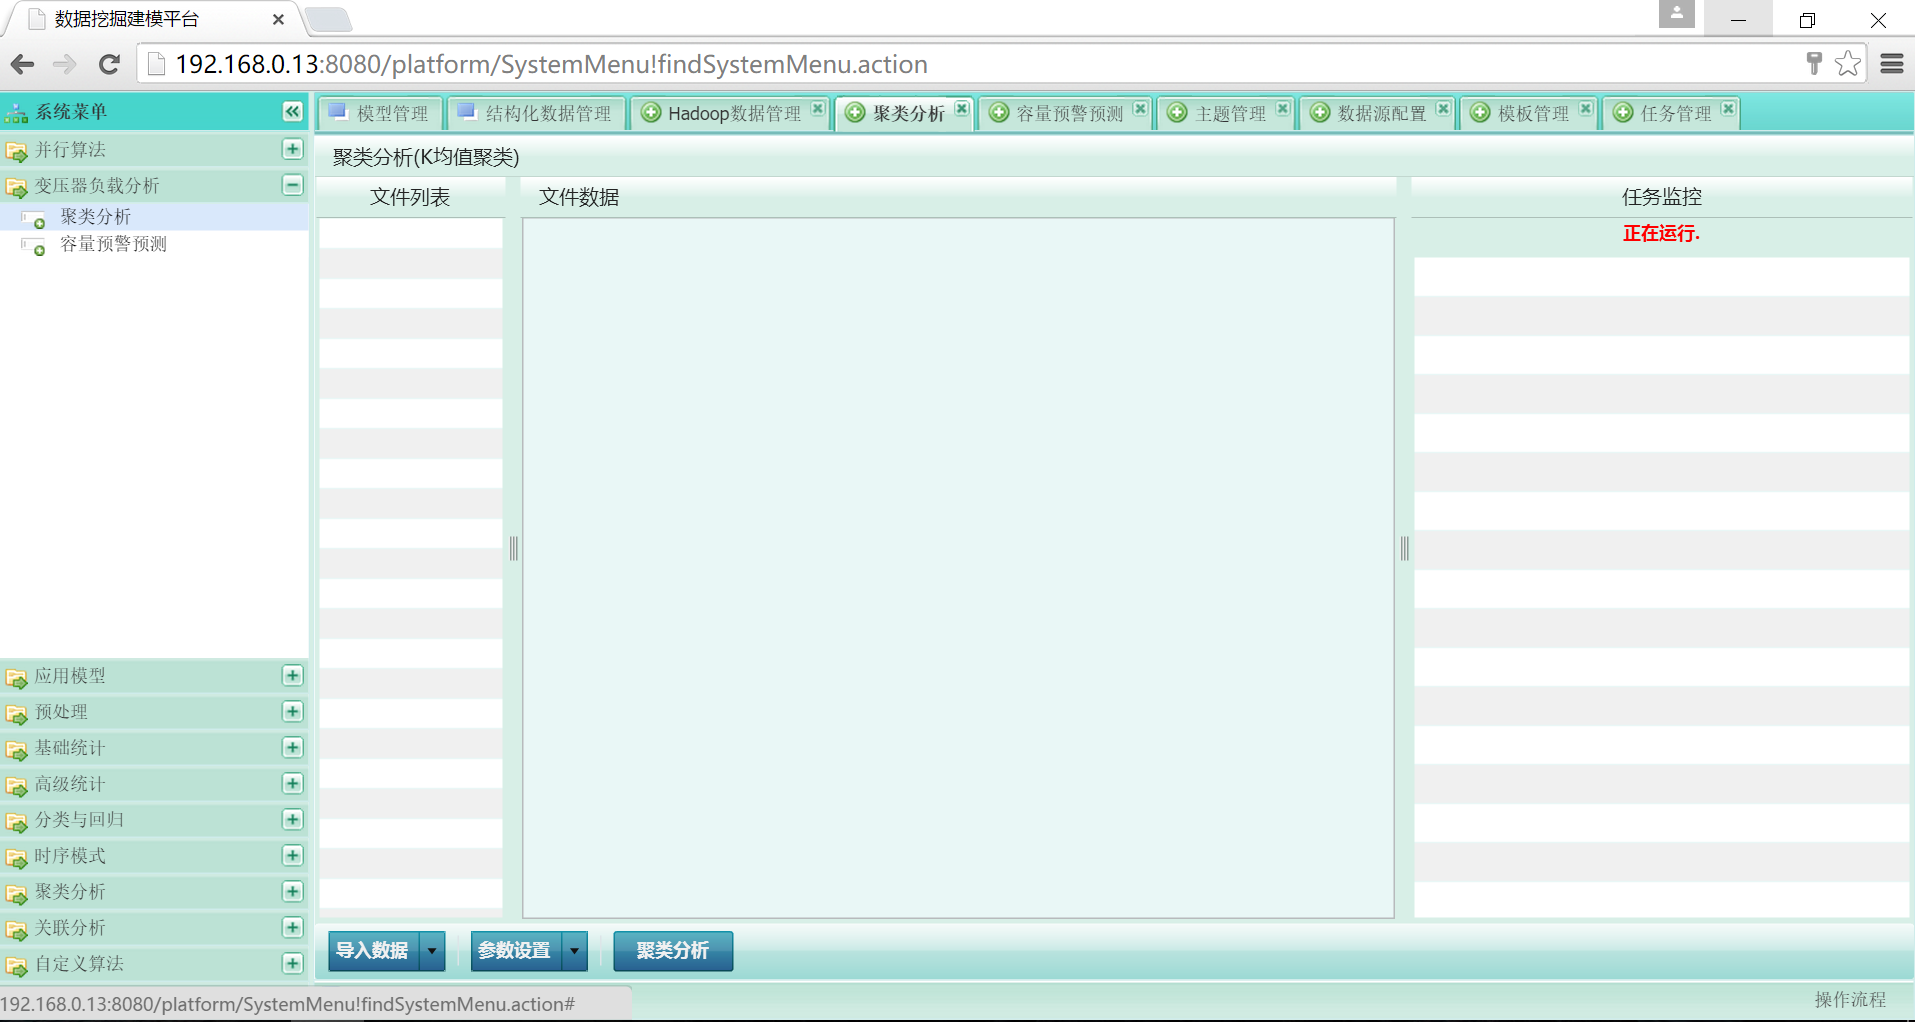 数据挖掘建模平台
192.168.0.13:8080/platform/SystemMenu!findSystemMenu.action
系统菜单
并行算法
变压器负载分析
聚类分析
容量预警预测
应用模型
预处理
基础统计
高级统计
分类与回归
时序模式
聚类分析
关联分析
自定义算法
模型管理 结构化数据管理 Hadoop数据管理 聚类分析 容量预警预测 主题管理 数据源配置 模板管理 任务管理
聚类分析(K均值聚类)
文件列表 文件数据 任务监控
正在运行.
导入数据 参数设置 聚类分析
192.168.0.13:8080/platform/SystemMenu!findSystemMenu.action#
操作流程